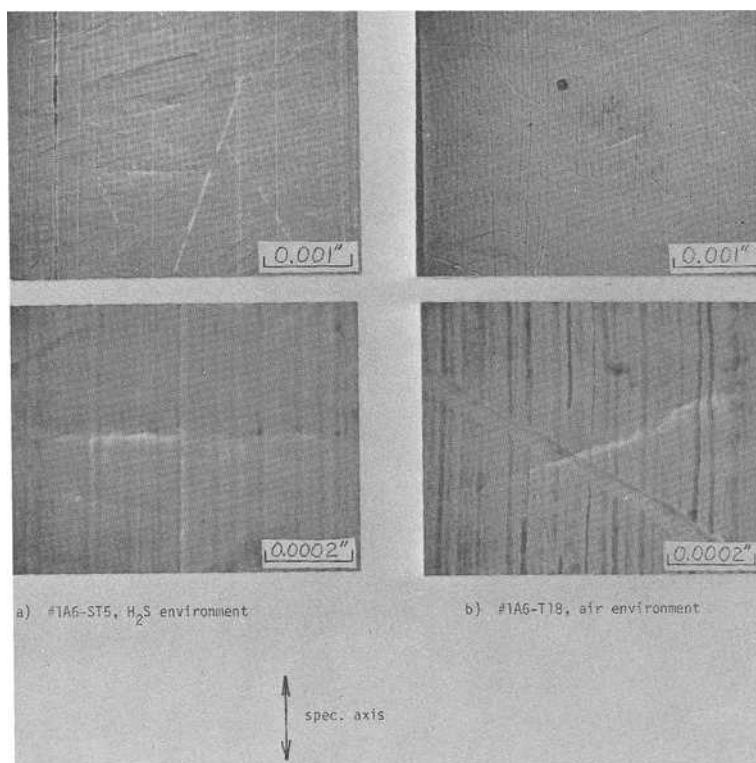 0.001"
0.001"
0.0002"
0.0002"
a) #1A6-ST5, H₂S environment
b) #1A6-T18, air environment
spec. axis